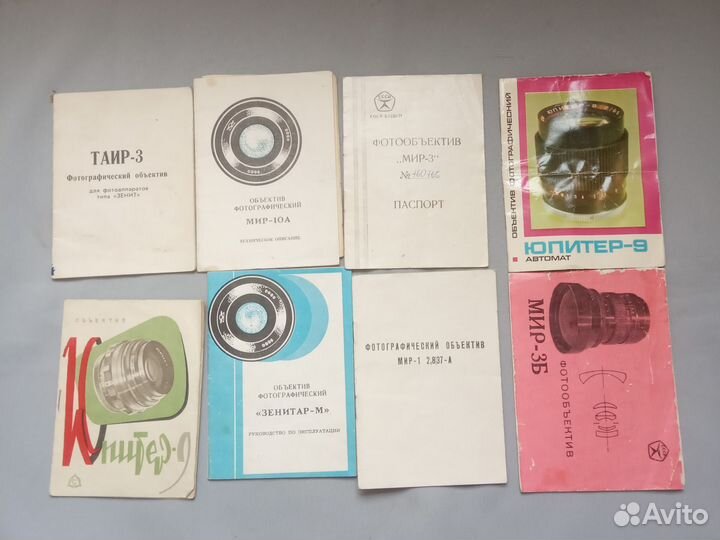 ТАИР-3
Фотографический объектив
для фотоаппаратов
типа «ЗЕНИТ»
ОБЪЕКТИВ
ФОТОГРАФИЧЕСКИЙ
МИР-10А
ТЕХНИЧЕСКОЕ ОПИСАНИЕ
СССР
ФОТООБЪЕКТИВ
„МИР-3"
№ 160766
ПАСПОРТ
ОБЪЕКТИВ ФОТОГРАФИЧЕСКИЙ
ЮПИТЕР-9
АВТОМАТ
ОБЪЕКТИВ
Юпитер-9
ОБЪЕКТИВ
ФОТОГРАФИЧЕСКИЙ
«ЗЕНИТАР-М»
РУКОВОДСТВО ПО ЭКСПЛУАТАЦИИ
ФОТОГРАФИЧЕСКИЙ ОБЪЕКТИВ
МИР-1 2,8/37-А
МИР-3Б
ФОТООБЪЕКТИВ
Avito